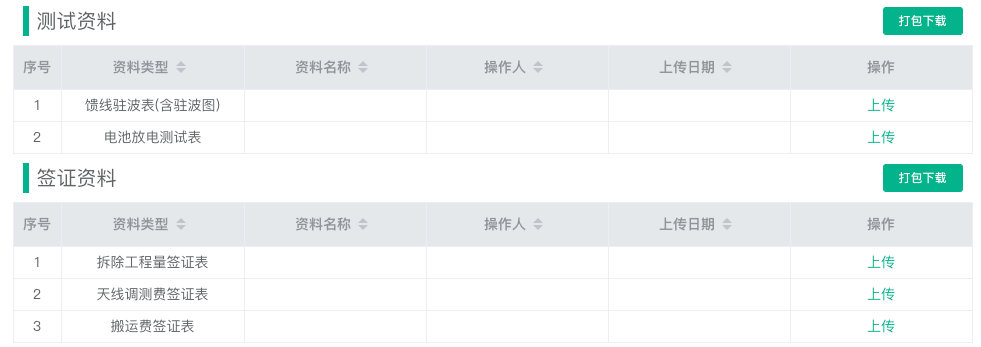 测试资料 打包下载
序号 资料类型 资料名称 操作人 上传日期 操作
1 馈线驻波表(含驻波图) 上传
2 电池放电测试表 上传
签证资料 打包下载
序号 资料类型 资料名称 操作人 上传日期 操作
1 拆除工程量签证表 上传
2 天线调测费签证表 上传
3 搬运费签证表 上传